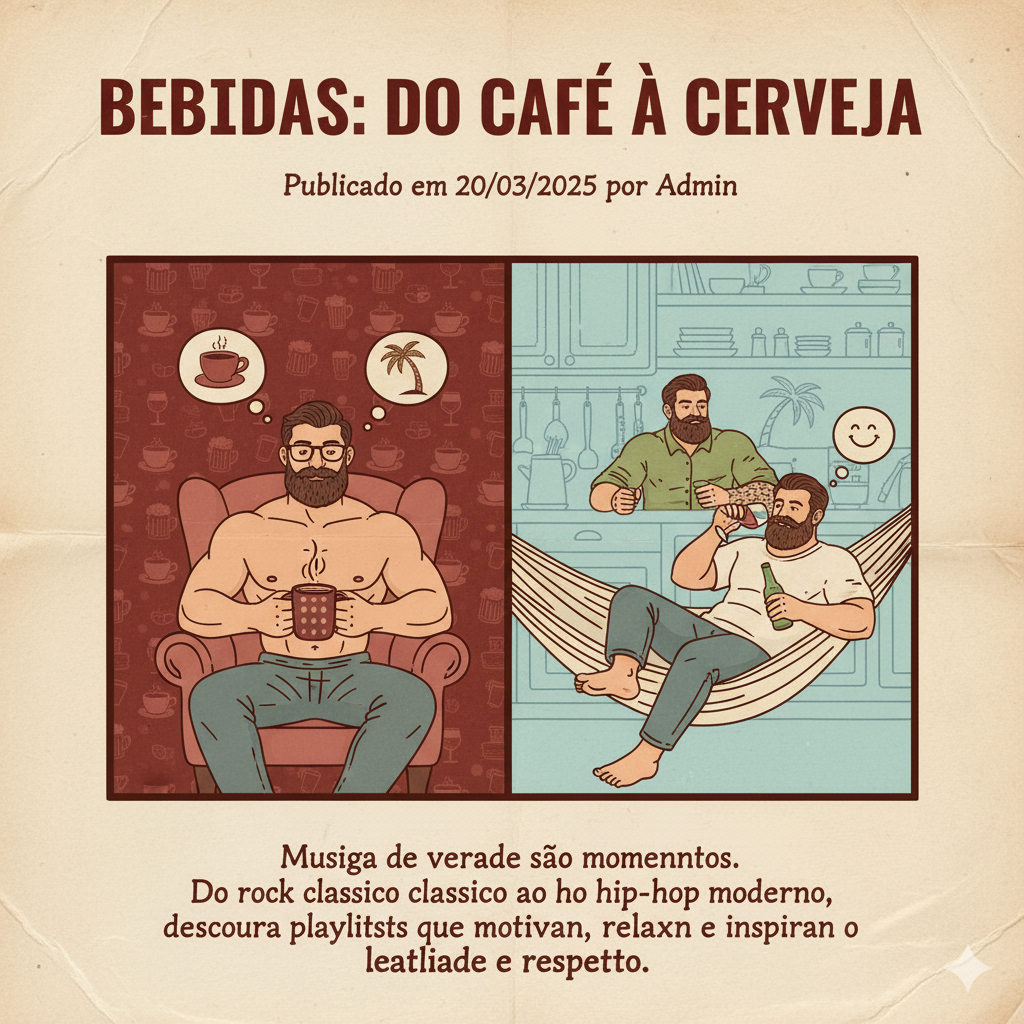 BEBIDAS: DO CAFÉ À CERVEJA
Publicado em 20/03/2025 por Admin
Musiga de verade são momenntos.
Do rock classico classico ao ho hip-hop moderno,
descoura playlitsts que motivan, relaxn e inspiran o
leatliade e respetto.